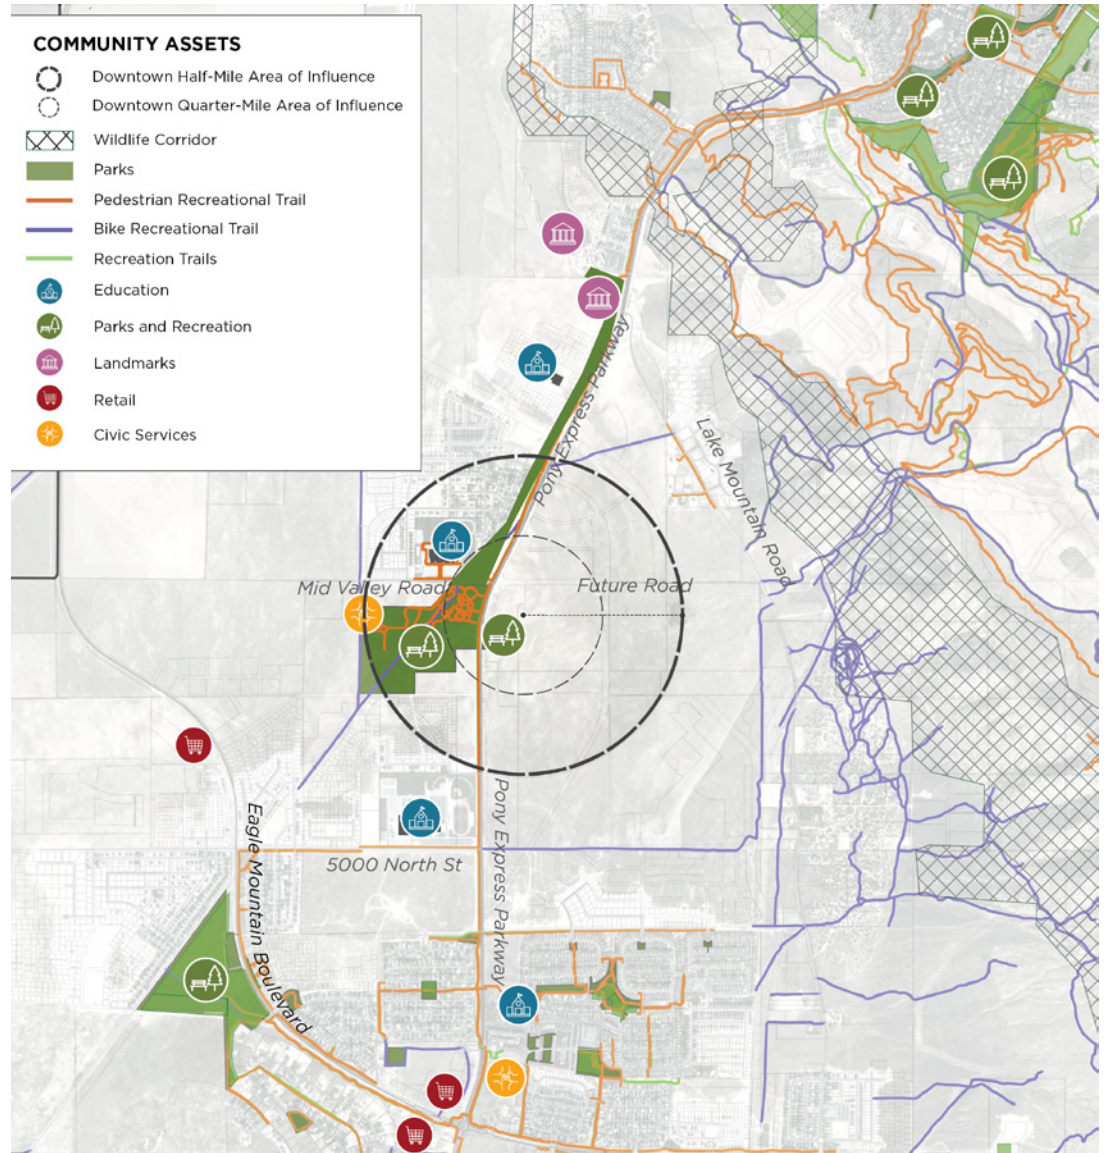 COMMUNITY ASSETS
Downtown Half-Mile Area of Influence
Downtown Quarter-Mile Area of Influence
Wildlife Corridor
Parks
Pedestrian Recreational Trail
Bike Recreational Trail
Recreation Trails
Education
Parks and Recreation
Landmarks
Retail
Civic Services
Pony Express Parkway
Lake Mountain Road
Mid Valley Road
Future Road
Eagle Mountain Boulevard
5000 North St
Pony Express Parkway